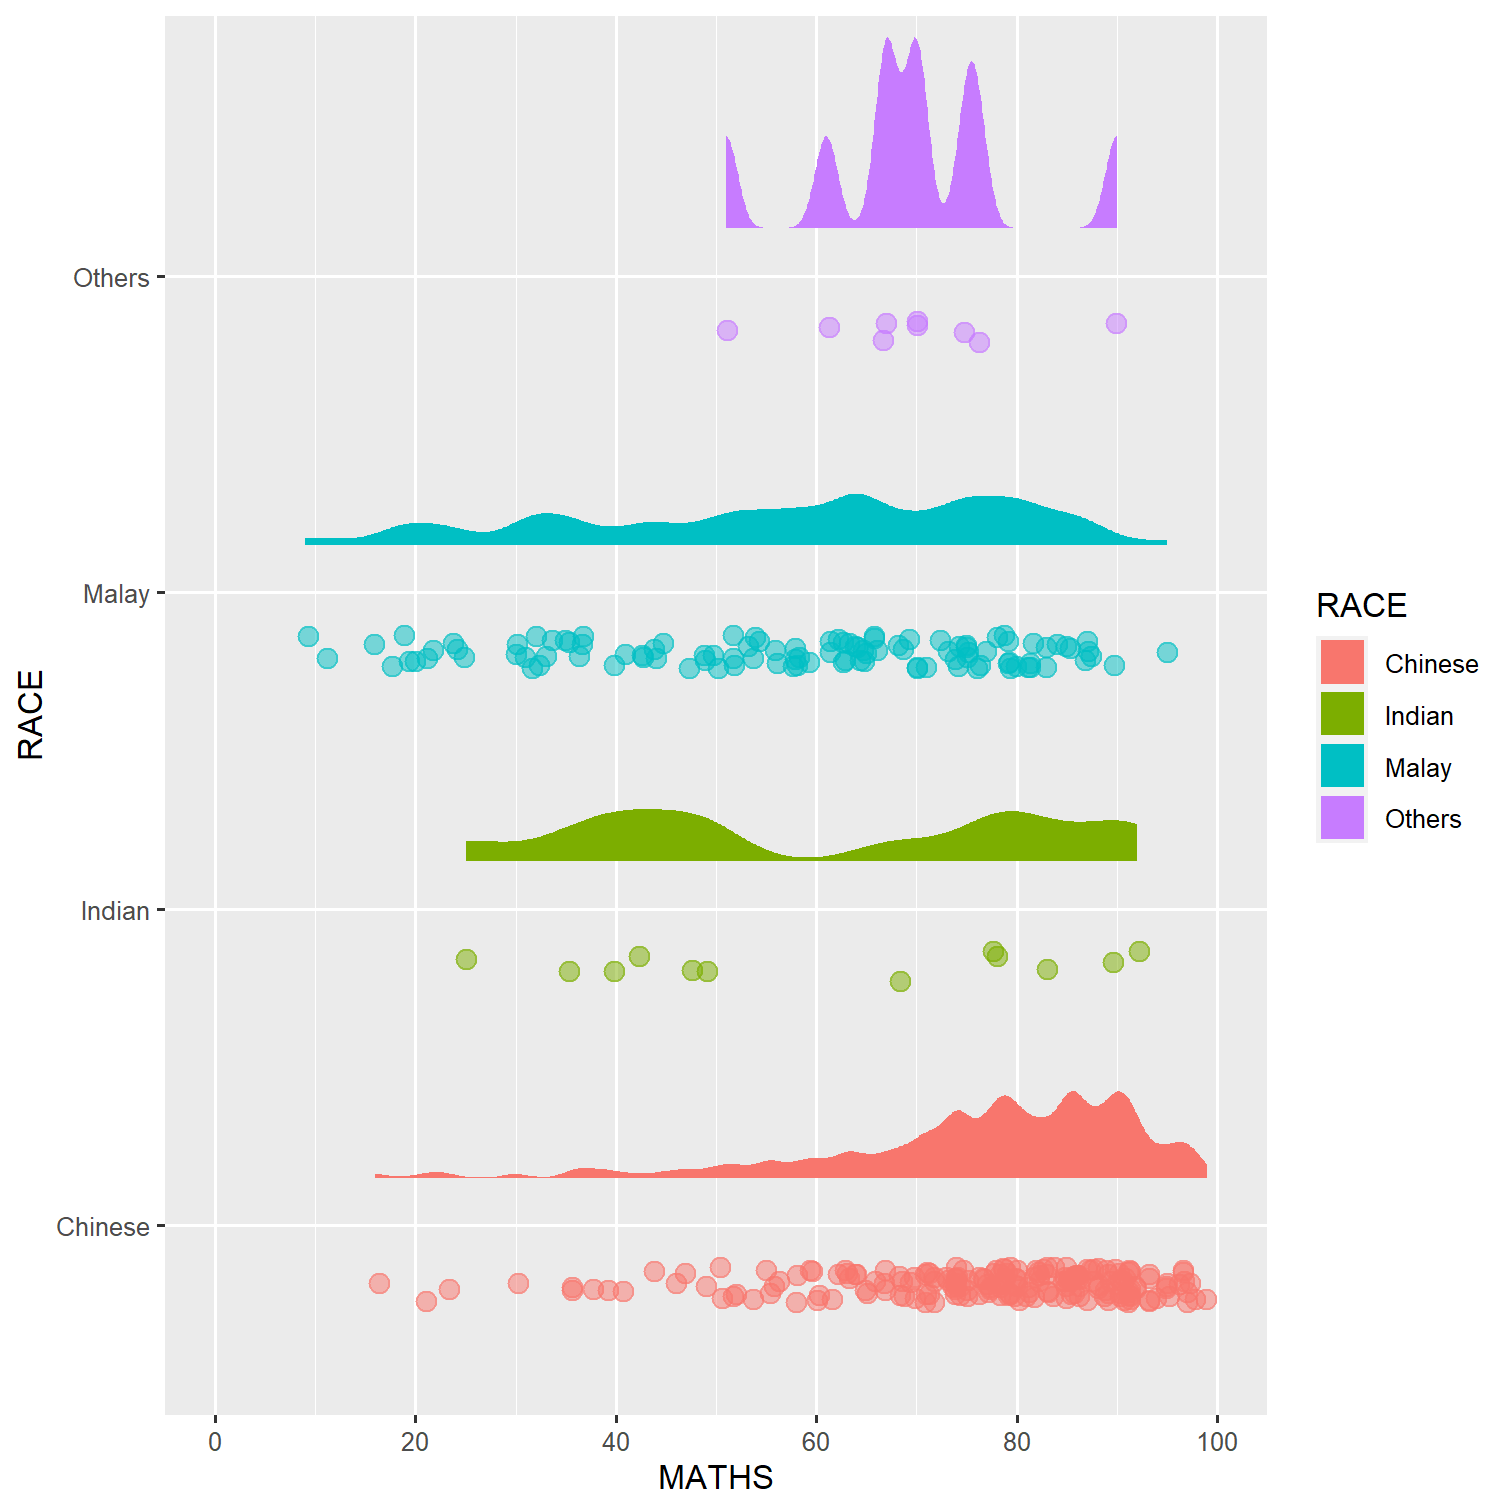 Others
Malay
Indian
Chinese
RACE
0 20 40 60 80 100
MATHS
RACE
Chinese
Indian
Malay
Others